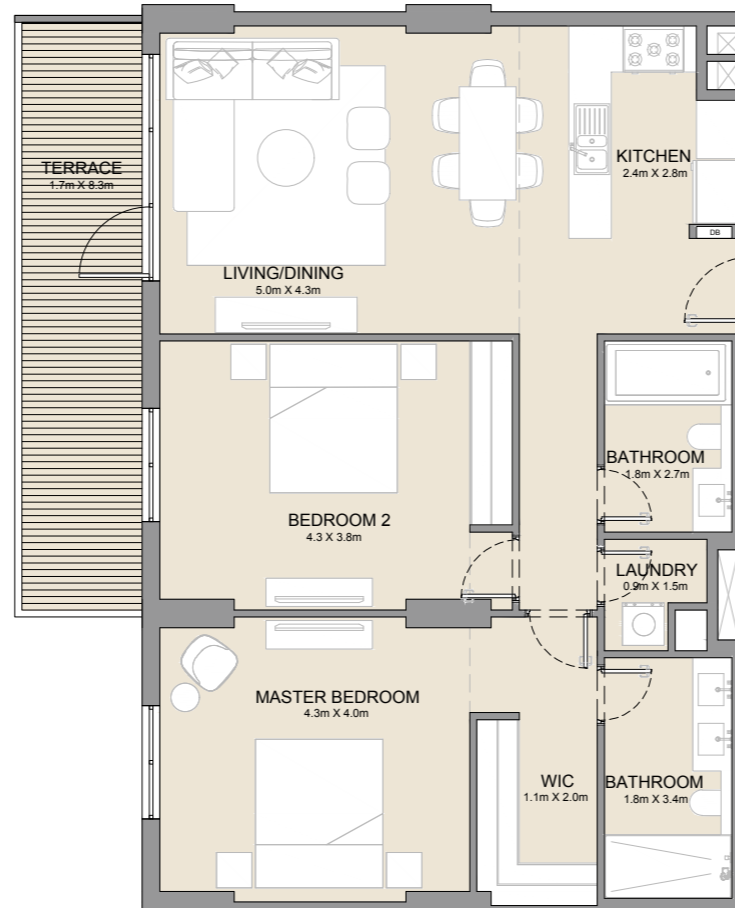 TERRACE
1.7m X 8.3m
KITCHEN
2.4m X 2.8m
DB
LIVING/DINING
5.0m X 4.3m
BATHROOM
1.8m X 2.7m
BEDROOM 2
4.3 X 3.8m
LAUNDRY
0.9m X 1.5m
MASTER BEDROOM
4.3m X 4.0m
WIC
1.1m X 2.0m
BATHROOM
1.8m X 3.4m